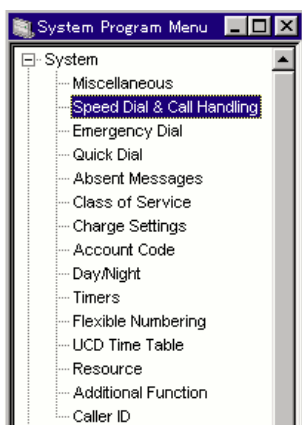 System Program Menu
System
Miscellaneous
Speed Dial & Call Handling
Emergency Dial
Quick Dial
Absent Messages
Class of Service
Charge Settings
Account Code
Day/Night
Timers
Flexible Numbering
UCD Time Table
Resource
Additional Function
Caller ID